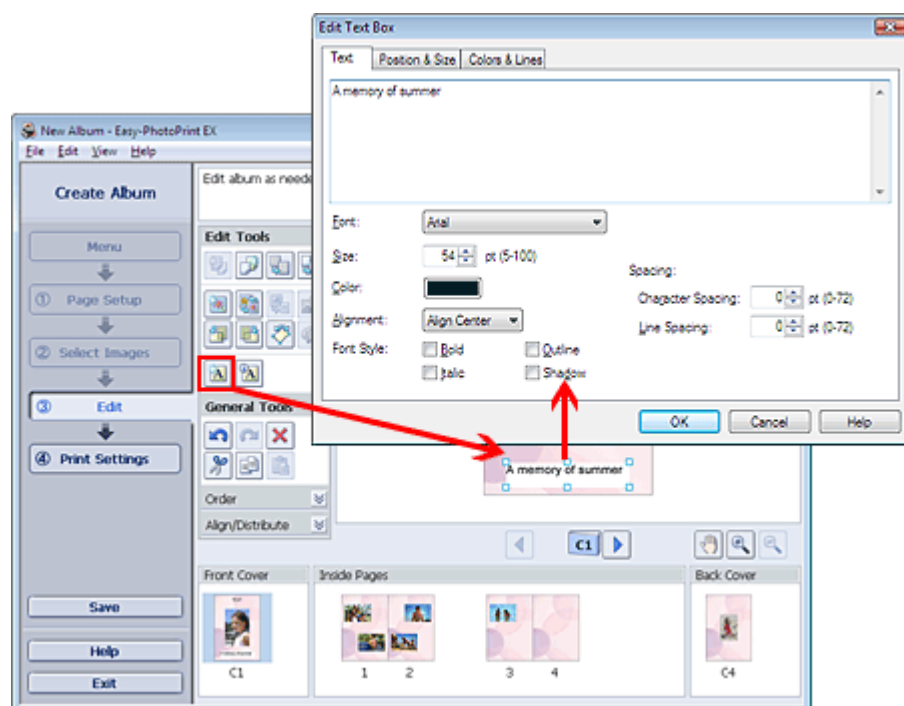 Edit Text Box
Text Position & Size Colors & Lines
A memory of summer
Font: Arial
Size: 54 pt (5-100)
Color:
Alignment: Align Center
Font Style: Bold Outline
Italic Shadow
Spacing:
Character Spacing: 0 pt (0-72)
Line Spacing: 0 pt (0-72)
OK Cancel Help
New Album - Easy-PhotoPrint EX
File Edit View Help
Create Album
Menu
① Page Setup
② Select Images
③ Edit
④ Print Settings
Save
Help
Exit
Edit album as neede
Edit Tools
General Tools
Order
Align/Distribute
A memory of summer
C1
Front Cover
C1
Inside Pages
1 2 3 4
Back Cover
C4